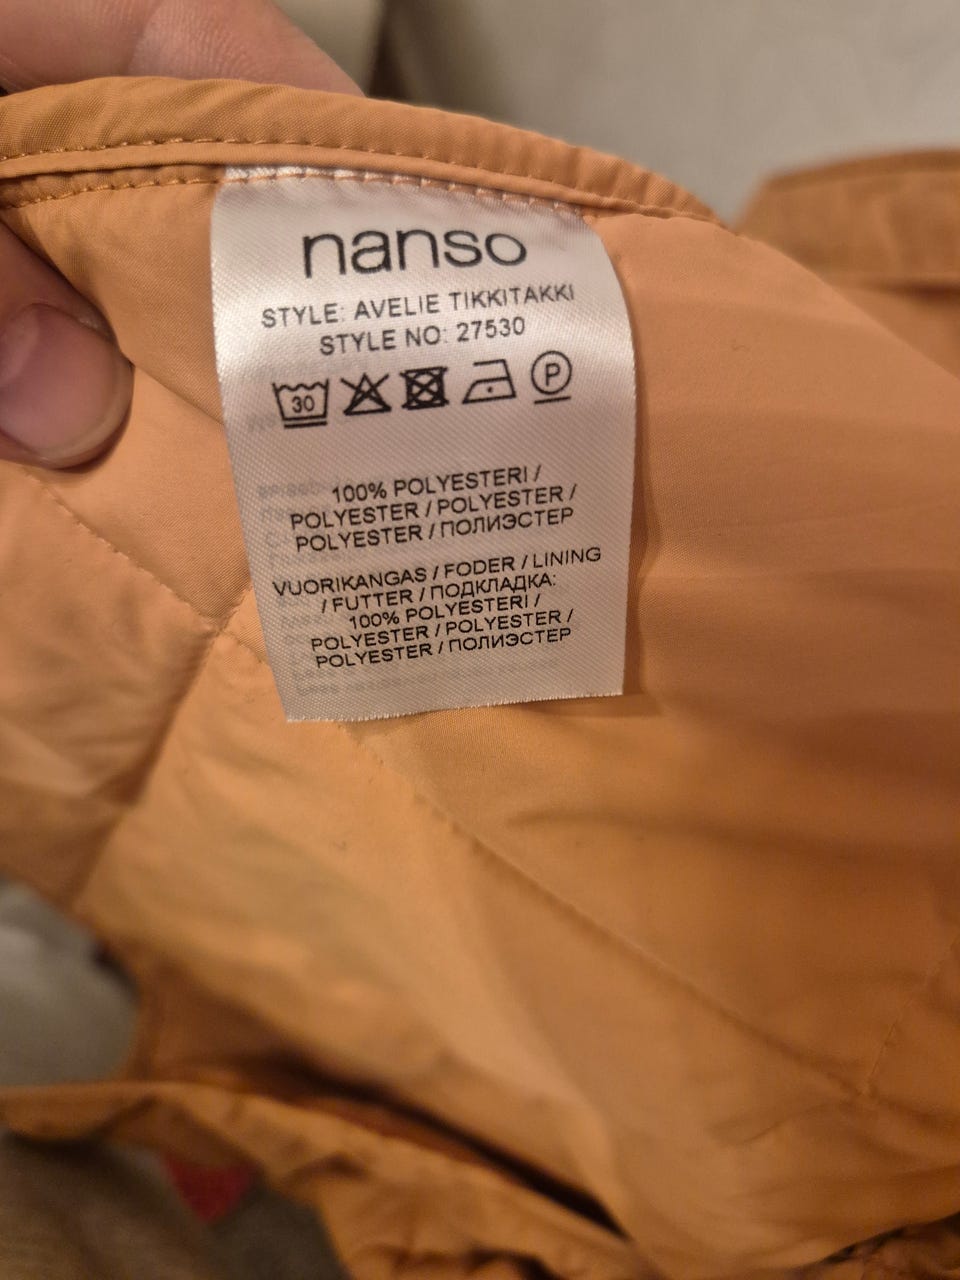 nanso
STYLE: AVELIE TIKKITAKKI
STYLE NO: 27530
30 P
100% POLYESTERI /
POLYESTER / POLYESTER /
POLYESTER / ПОЛИЭСТЕР
VUORIKANGAS / FODER / LINING
/ FUTTER / ПОДКЛАДКА:
100% POLYESTERI /
POLYESTER / POLYESTER /
POLYESTER / ПОЛИЭСТЕР